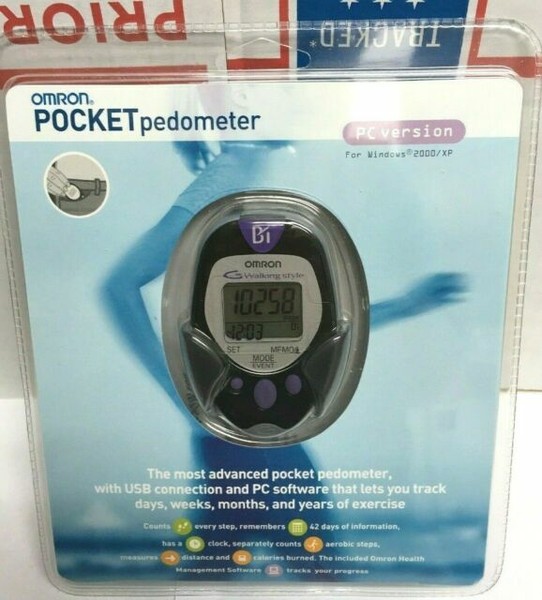 PRIOR
TRACKED*
OMRON®
POCKETpedometer
PC version
For Windows®2000/XP
OMRON
Walking style
10258
12:03
SET MEMO
MODE
EVENT
The most advanced pocket pedometer,
with USB connection and PC software that lets you track
days, weeks, months, and years of exercise
Counts every step, remembers 42 days of information,
has a clock, separately counts aerobic steps,
measures distance and calories burned. The included Omron Health
Management Software tracks your progress